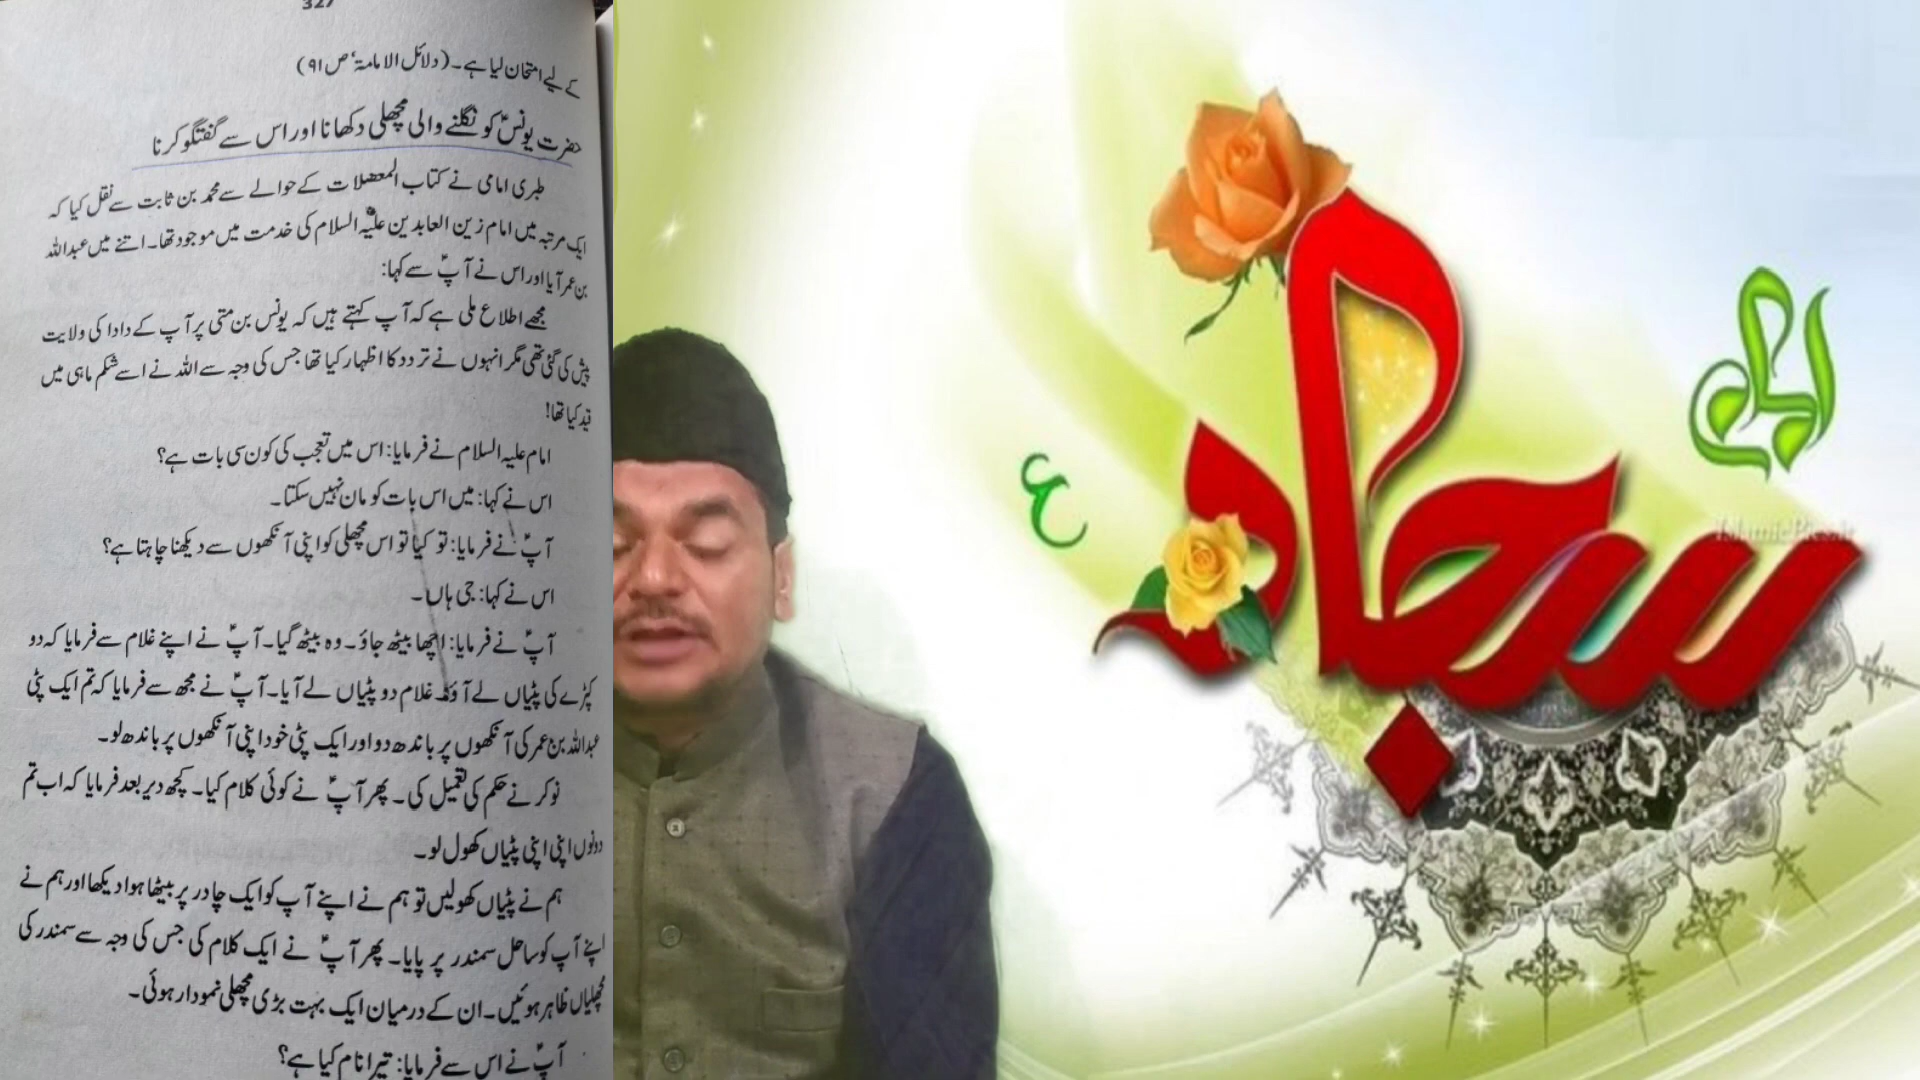 327
کے لیے امتحان لیا ہے۔ (دلائل الامامۃ، ص ۹۱)
حضرت یونسؑ کو نگلنے والی مچھلی دکھانا اور اس سے گفتگو کرنا
طبری امامی نے کتاب المعضلات کے حوالے سے محمد بن ثابت سے نقل کیا کہ
ایک مرتبہ میں امام زین العابدین علیہ السلام کی خدمت میں موجود تھا۔ اتنے میں عبداللہ
بن عمر آیا اور اس نے آپؑ سے کہا:
مجھے اطلاع ملی ہے کہ آپ کہتے ہیں کہ یونس بن متی پر آپ کے دادا کی ولایت
پیش کی گئی تھی مگر انہوں نے تردد کا اظہار کیا تھا جس کی وجہ سے اللہ نے اسے شکم ماہی میں
قید کیا تھا!
امام علیہ السلام نے فرمایا: اس میں تعجب کی کون سی بات ہے؟
اس نے کہا: میں اس بات کو مان نہیں سکتا۔
آپؑ نے فرمایا: تو کیا تو اس مچھلی کو اپنی آنکھوں سے دیکھنا چاہتا ہے؟
اس نے کہا: جی ہاں۔
آپؑ نے فرمایا: اچھا بیٹھ جاؤ۔ وہ بیٹھ گیا۔ آپؑ نے اپنے غلام سے فرمایا کہ دو
کپڑے کی پٹیاں لے آؤ۔ غلام دو پٹیاں لے آیا۔ آپؑ نے مجھ سے فرمایا کہ تم ایک پٹی
عبداللہ بن عمر کی آنکھوں پر باندھ دو اور ایک پٹی خود اپنی آنکھوں پر باندھ لو۔
نوکر نے حکم کی تعمیل کی۔ پھر آپؑ نے کوئی کلام کیا۔ کچھ دیر بعد فرمایا کہ اب تم
دونوں اپنی اپنی پٹیاں کھول لو۔
ہم نے پٹیاں کھولیں تو ہم نے اپنے آپ کو ایک چادر پر بیٹھا ہوا دیکھا اور ہم نے
اپنے آپ کو ساحل سمندر پر پایا۔ پھر آپؑ نے ایک کلام کی جس کی وجہ سے سمندر کی
مچھلیاں ظاہر ہوئیں۔ ان کے درمیان ایک بہت بڑی مچھلی نمودار ہوئی۔
آپؑ نے اس سے فرمایا: تیرا نام کیا ہے؟
امام
سجاد
ع
IslamicPics.ir